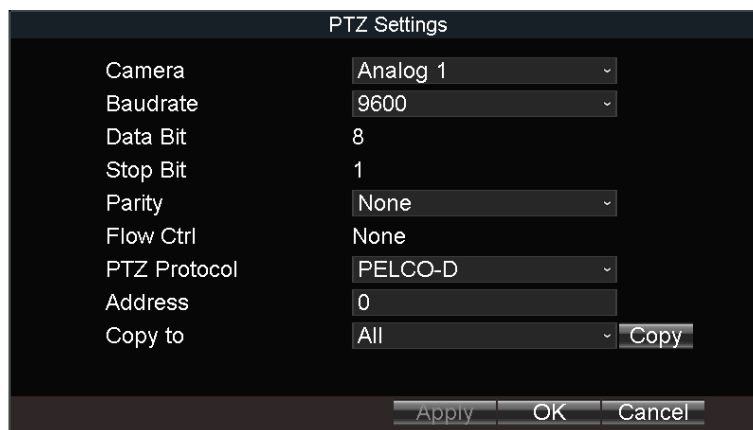 PTZ Settings
Camera Analog 1
Baudrate 9600
Data Bit 8
Stop Bit 1
Parity None
Flow Ctrl None
PTZ Protocol PELCO-D
Address 0
Copy to All Copy
Apply OK Cancel